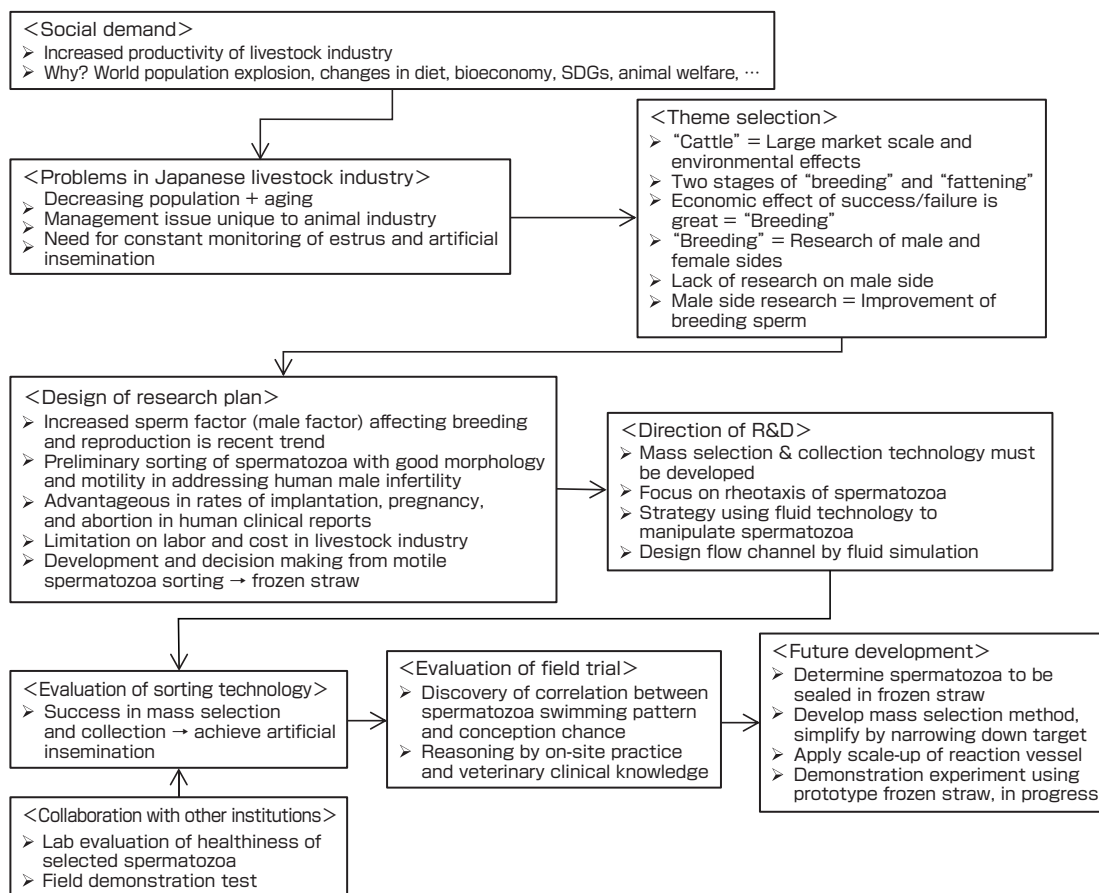 <Social demand>
➢ Increased productivity of livestock industry
➢ Why? World population explosion, changes in diet, bioeconomy, SDGs, animal welfare, …
<Problems in Japanese livestock industry>
➢ Decreasing population + aging
➢ Management issue unique to animal industry
➢ Need for constant monitoring of estrus and artificial
insemination
<Theme selection>
➢ “Cattle” = Large market scale and
environmental effects
➢ Two stages of “breeding” and “fattening”
➢ Economic effect of success/failure is
great = “Breeding”
➢ “Breeding” = Research of male and
female sides
➢ Lack of research on male side
➢ Male side research = Improvement of
breeding sperm
<Design of research plan>
➢ Increased sperm factor (male factor) affecting breeding
and reproduction is recent trend
➢ Preliminary sorting of spermatozoa with good morphology
and motility in addressing human male infertility
➢ Advantageous in rates of implantation, pregnancy,
and abortion in human clinical reports
➢ Limitation on labor and cost in livestock industry
➢ Development and decision making from motile
spermatozoa sorting → frozen straw
<Direction of R&D>
➢ Mass selection & collection technology must
be developed
➢ Focus on rheotaxis of spermatozoa
➢ Strategy using fluid technology to
manipulate spermatozoa
➢ Design flow channel by fluid simulation
<Evaluation of sorting technology>
➢ Success in mass selection
and collection → achieve artificial
insemination
<Collaboration with other institutions>
➢ Lab evaluation of healthiness of
selected spermatozoa
➢ Field demonstration test
<Evaluation of field trial>
➢ Discovery of correlation between
spermatozoa swimming pattern
and conception chance
➢ Reasoning by on-site practice
and veterinary clinical knowledge
<Future development>
➢ Determine spermatozoa to be
sealed in frozen straw
➢ Develop mass selection method,
simplify by narrowing down target
➢ Apply scale-up of reaction vessel
➢ Demonstration experiment using
prototype frozen straw, in progress